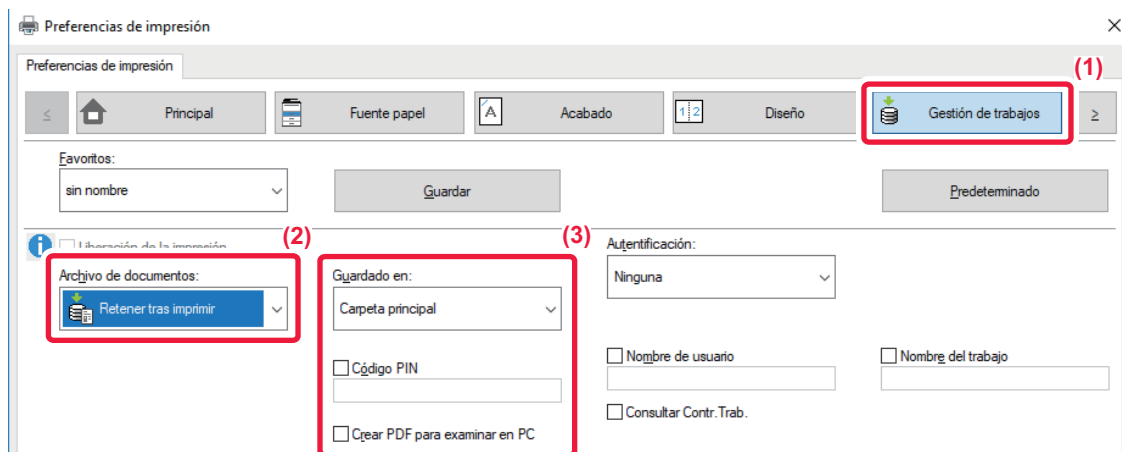 Preferencias de impresión
Preferencias de impresión
(1)
≤
Principal
Fuente papel
A
Acabado
1 2
Diseño
Gestión de trabajos
≥
Favoritos:
sin nombre
Guardar
Predeterminado
Liberación de la impresión
(2)
(3)
Archivo de documentos:
Retener tras imprimir
Guardado en:
Carpeta principal
Código PIN
Crear PDF para examinar en PC
Autentificación:
Ninguna
Nombre de usuario
Nombre del trabajo
Consultar Contr.Trab.